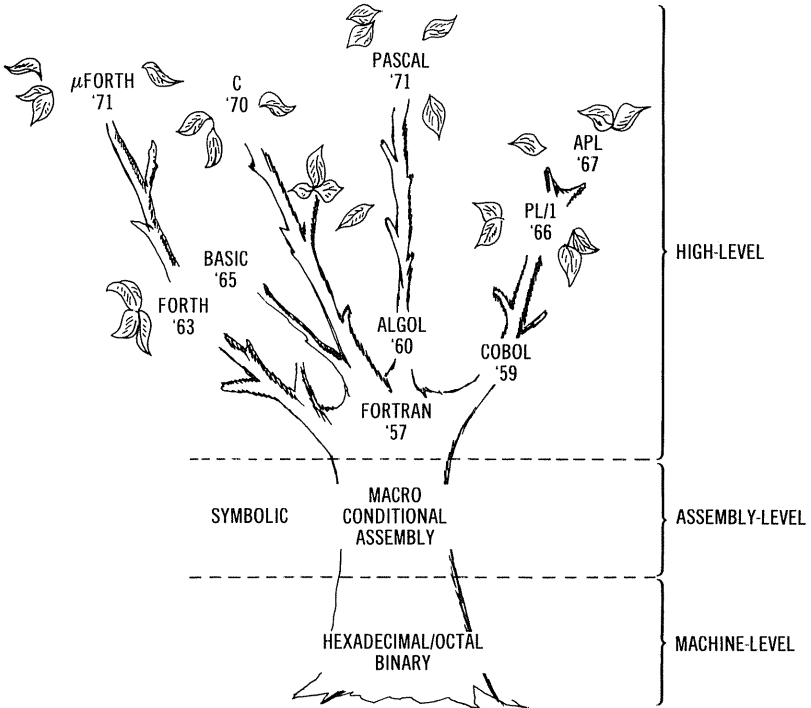 PASCAL
'71
μFORTH
'71
C
'70
APL
'67
PL/1
'66
HIGH-LEVEL
BASIC
'65
FORTH
'63
ALGOL
'60
COBOL
'59
FORTRAN
'57
SYMBOLIC
MACRO
CONDITIONAL
ASSEMBLY
ASSEMBLY-LEVEL
HEXADECIMAL/OCTAL
BINARY
MACHINE-LEVEL